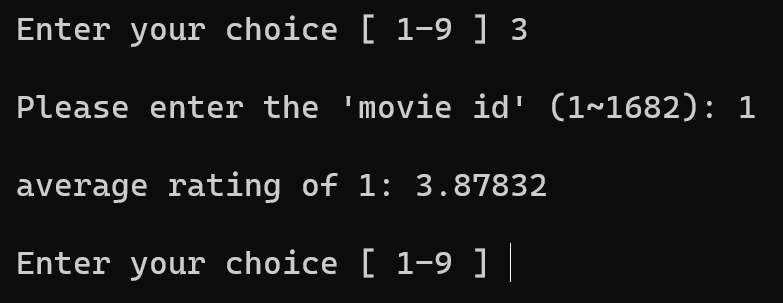 Enter your choice [ 1-9 ] 3
Please enter the 'movie id' (1~1682): 1
average rating of 1: 3.87832
Enter your choice [ 1-9 ]